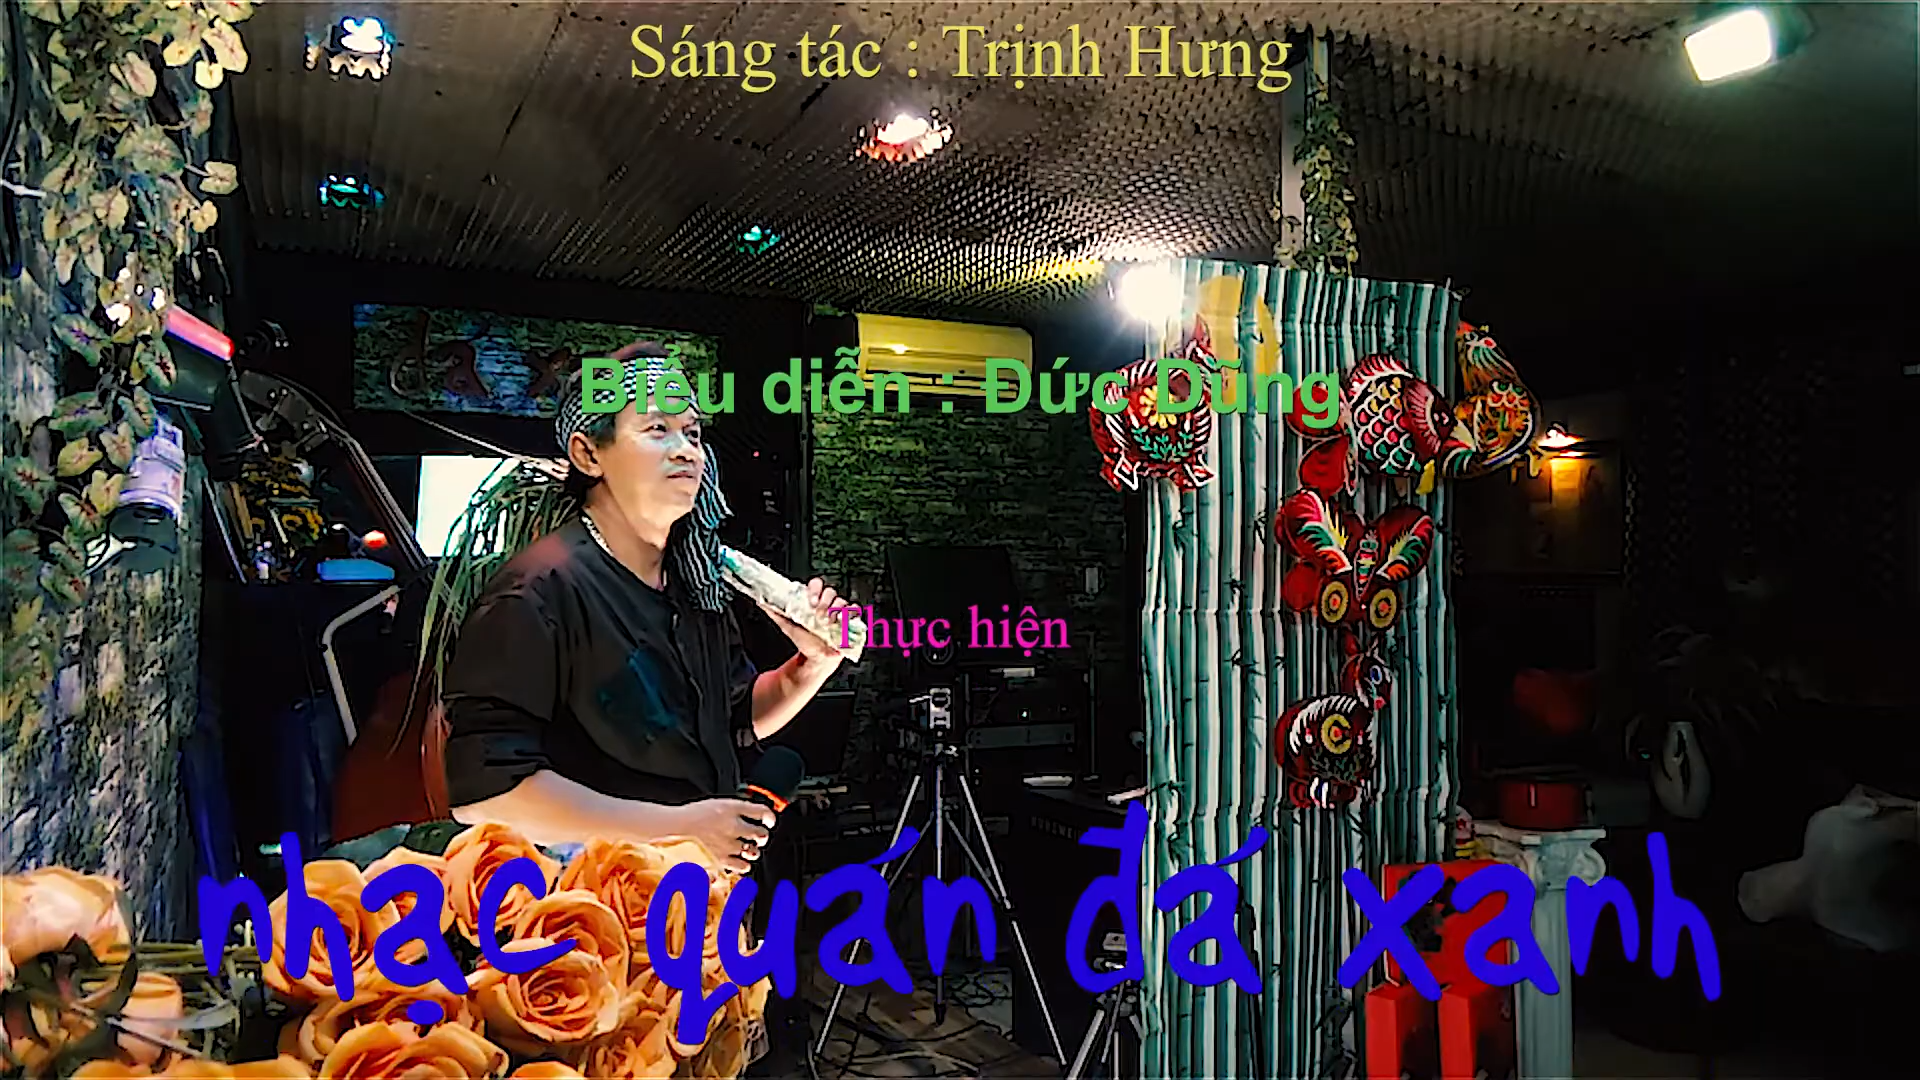 Sáng tác : Trịnh Hưng
Biểu diễn : Đức Dũng
Thực hiện
nhạc quán đá xanh